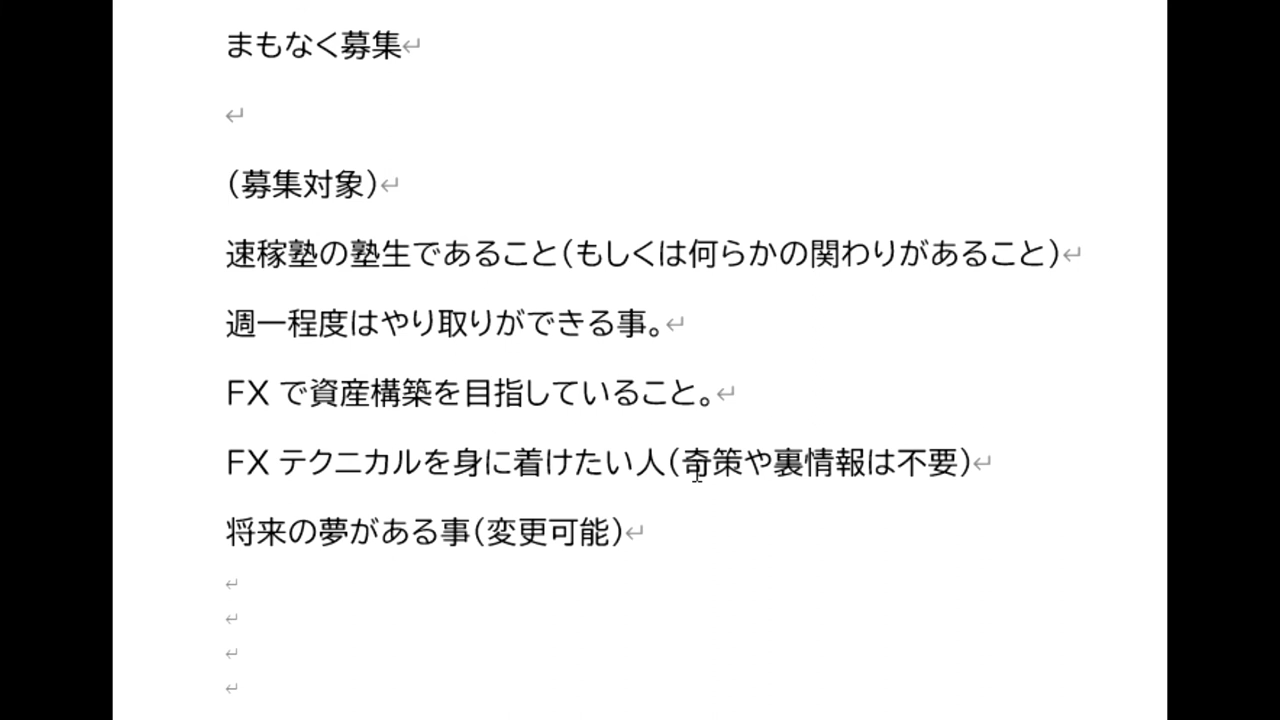 まもなく募集
（募集対象）
速稼塾の塾生であること（もしくは何らかの関わりがあること）
週一程度はやり取りができる事。
FX で資産構築を目指していること。
FX テクニカルを身に着けたい人（奇策や裏情報は不要）
将来の夢がある事（変更可能）